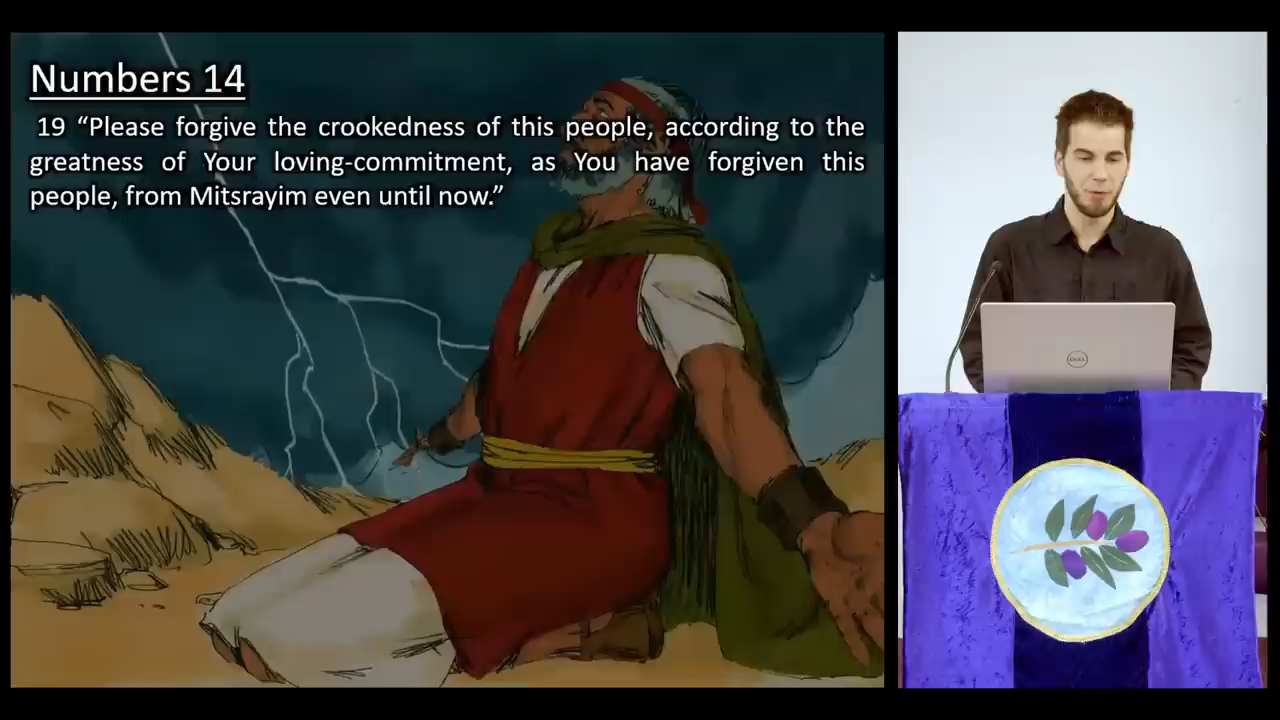 Numbers 14
19 “Please forgive the crookedness of this people, according to the
greatness of Your loving-commitment, as You have forgiven this
people, from Mitsrayim even until now.”
DELL